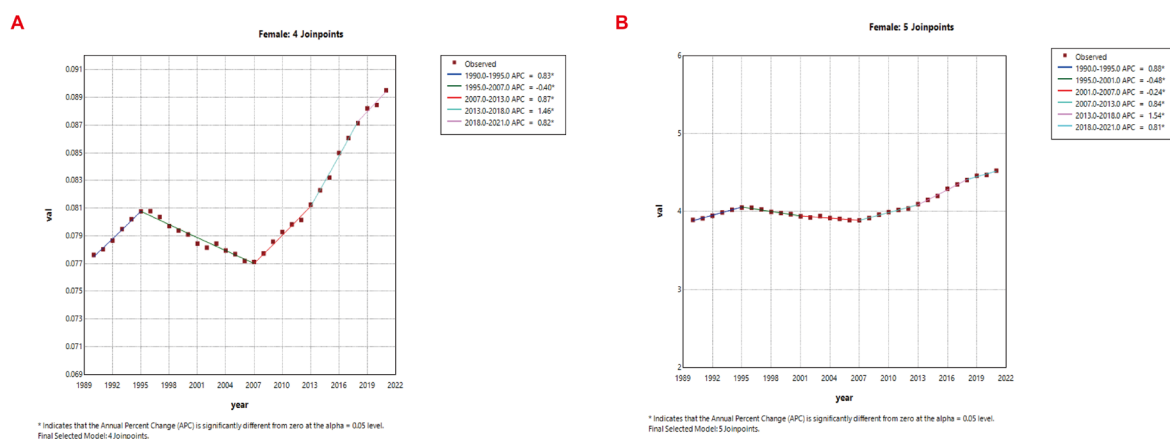 A
Female: 4 Joinpoints
0.091
0.089
0.087
0.085
0.083
0.081
0.079
0.077
0.075
0.073
0.071
0.069
val
1989 1992 1995 1998 2001 2004 2007 2010 2013 2016 2019 2022
year
Observed
1990.0-1995.0 APC = 0.83*
1995.0-2007.0 APC = -0.40*
2007.0-2013.0 APC = 0.87*
2013.0-2018.0 APC = 1.46*
2018.0-2021.0 APC = 0.82*
* Indicates that the Annual Percent Change (APC) is significantly different from zero at the alpha = 0.05 level.
Final Selected Model: 4 Joinpoints.
B
Female: 5 Joinpoints
6
5
4
3
2
val
1989 1992 1995 1998 2001 2004 2007 2010 2013 2016 2019 2022
year
Observed
1990.0-1995.0 APC = 0.88*
1995.0-2001.0 APC = -0.48*
2001.0-2007.0 APC = -0.24*
2007.0-2013.0 APC = 0.84*
2013.0-2018.0 APC = 1.54*
2018.0-2021.0 APC = 0.81*
* Indicates that the Annual Percent Change (APC) is significantly different from zero at the alpha = 0.05 level.
Final Selected Model: 5 Joinpoints.